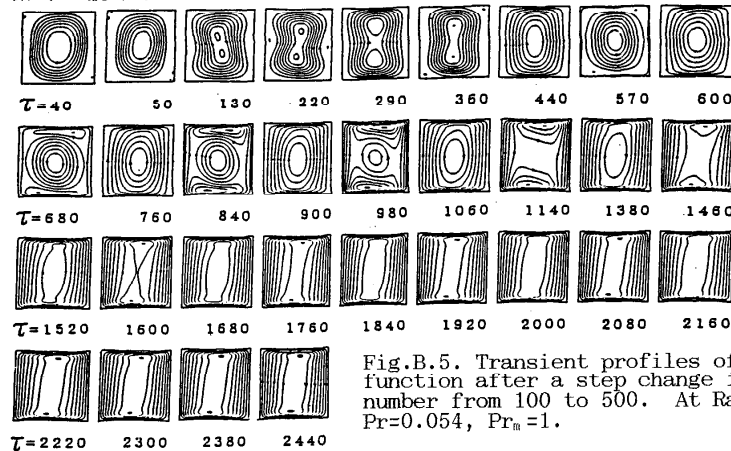 τ=40 50 130 220 290 360 440 570 600
τ=680 760 840 900 980 1060 1140 1380 1460
τ=1520 1600 1680 1760 1840 1920 2000 2080 2160
τ=2220 2300 2380 2440
Fig.B.5. Transient profiles of
function after a step change
number from 100 to 500. At Ra
Pr=0.054, Prₘ=1.